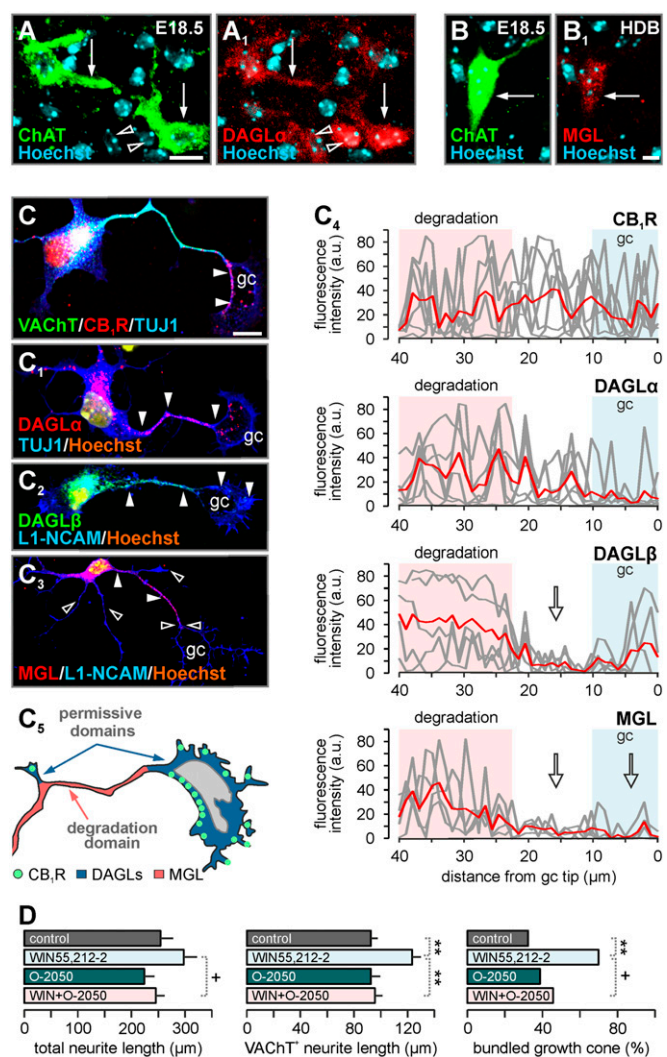 A E18.5
ChAT
Hoechst
A1
DAGLα
Hoechst
B E18.5
ChAT
Hoechst
B1 HDB
MGL
Hoechst
C
gc
VAChT/CB1R/TUJ1
C1
DAGLα
TUJ1/Hoechst
gc
C2
DAGLβ
gc
L1-NCAM/Hoechst
C3
gc
MGL/L1-NCAM/Hoechst
C4
degradation CB1R
gc
fluorescence
intensity (a.u.)
80
60
40
20
0
40 30 20 10 0
DAGLα
degradation gc
fluorescence
intensity (a.u.)
80
60
40
20
0
40 30 20 10 0
DAGLβ
degradation gc
fluorescence
intensity (a.u.)
80
60
40
20
0
40 30 20 10 0
MGL
degradation gc
fluorescence
intensity (a.u.)
80
60
40
20
0
40 30 20 10 0
distance from gc tip (µm)
C5
permissive
domains
degradation
domain
CB1R DAGLs MGL
D
control
WIN55,212-2
O-2050
WIN+O-2050
+
0 100 200 300
total neurite length (µm)
control
WIN55,212-2
O-2050
WIN+O-2050
**
**
0 40 80 120
VAChT+ neurite length (µm)
control
WIN55,212-2
O-2050
WIN+O-2050
**
+
0 40 80
bundled growth cone (%)